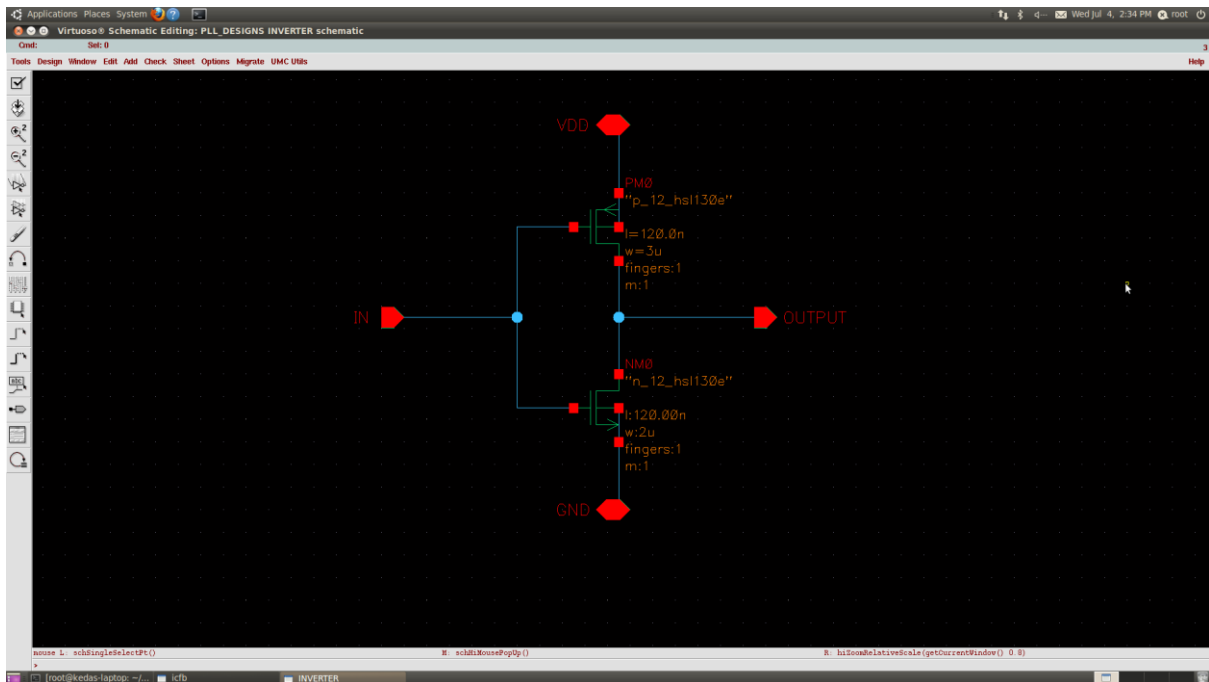 Applications Places System
Wed Jul 4, 2:34 PM root
Virtuoso® Schematic Editing: PLL_DESIGNS INVERTER schematic
Cmd: Sel: 0
3
Tools Design Window Edit Add Check Sheet Options Migrate UMC Utils
Help
VDD
PM0
"p_12_hsl130e"
l=120.0n
w=3u
fingers:1
m:1
IN
OUTPUT
NM0
"n_12_hsl130e"
l:120.00n
w:2u
fingers:1
m:1
GND
mouse L: schSingleSelectPt()
M: schHiMousePopUp()
R: hiZoomRelativeScale(getCurrentWindow() 0.8)
>
[root@kedas-laptop: ~/...
icfb
INVERTER